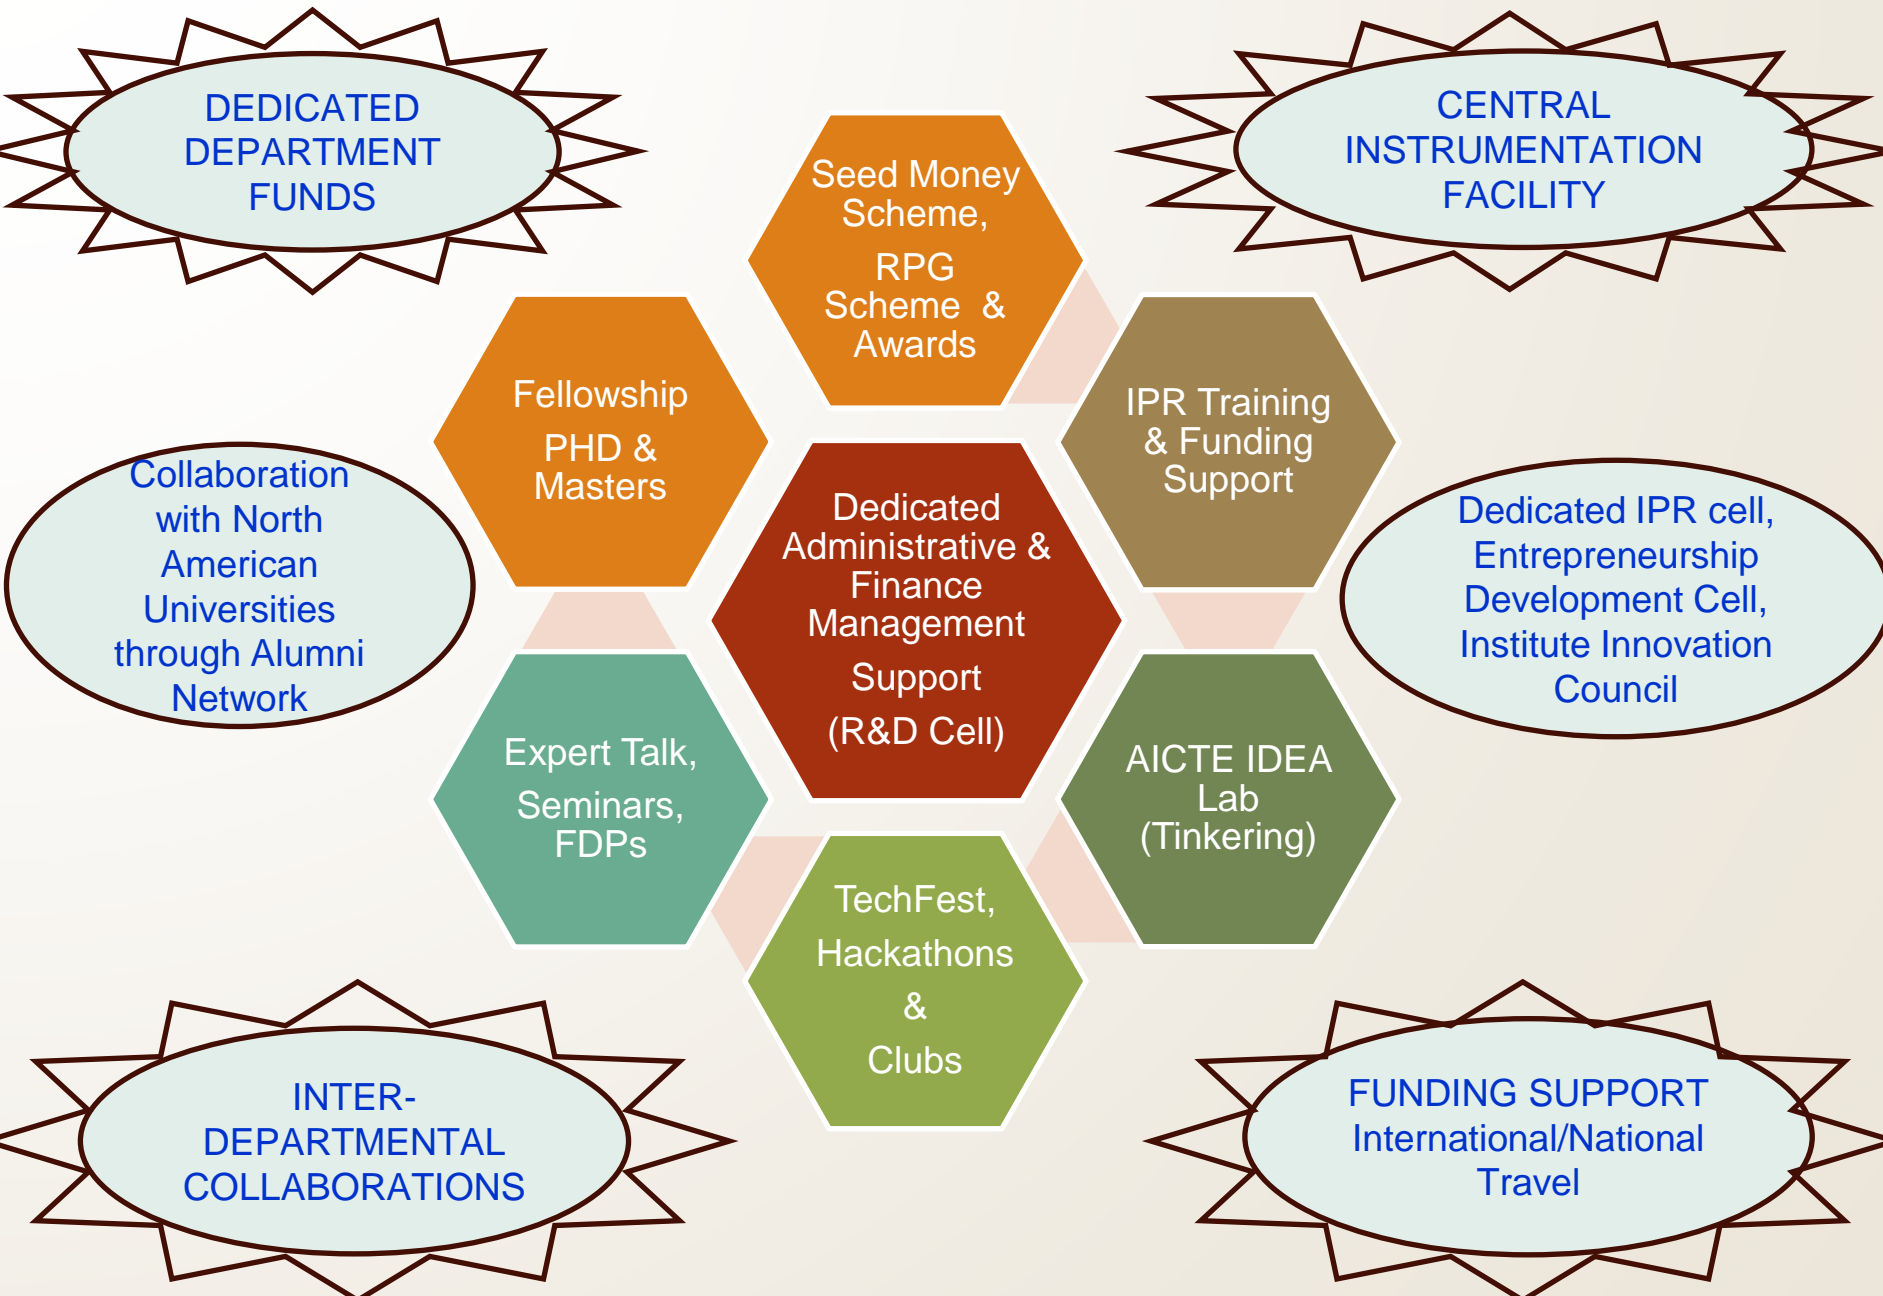 DEDICATED
DEPARTMENT
FUNDS
CENTRAL
INSTRUMENTATION
FACILITY
Seed Money
Scheme,
RPG
Scheme &
Awards
Fellowship
PHD &
Masters
IPR Training
& Funding
Support
Collaboration
with North
American
Universities
through Alumni
Network
Dedicated
Administrative &
Finance
Management
Support
(R&D Cell)
Dedicated IPR cell,
Entrepreneurship
Development Cell,
Institute Innovation
Council
Expert Talk,
Seminars,
FDPs
AICTE IDEA
Lab
(Tinkering)
TechFest,
Hackathons
&
Clubs
INTER-
DEPARTMENTAL
COLLABORATIONS
FUNDING SUPPORT
International/National
Travel